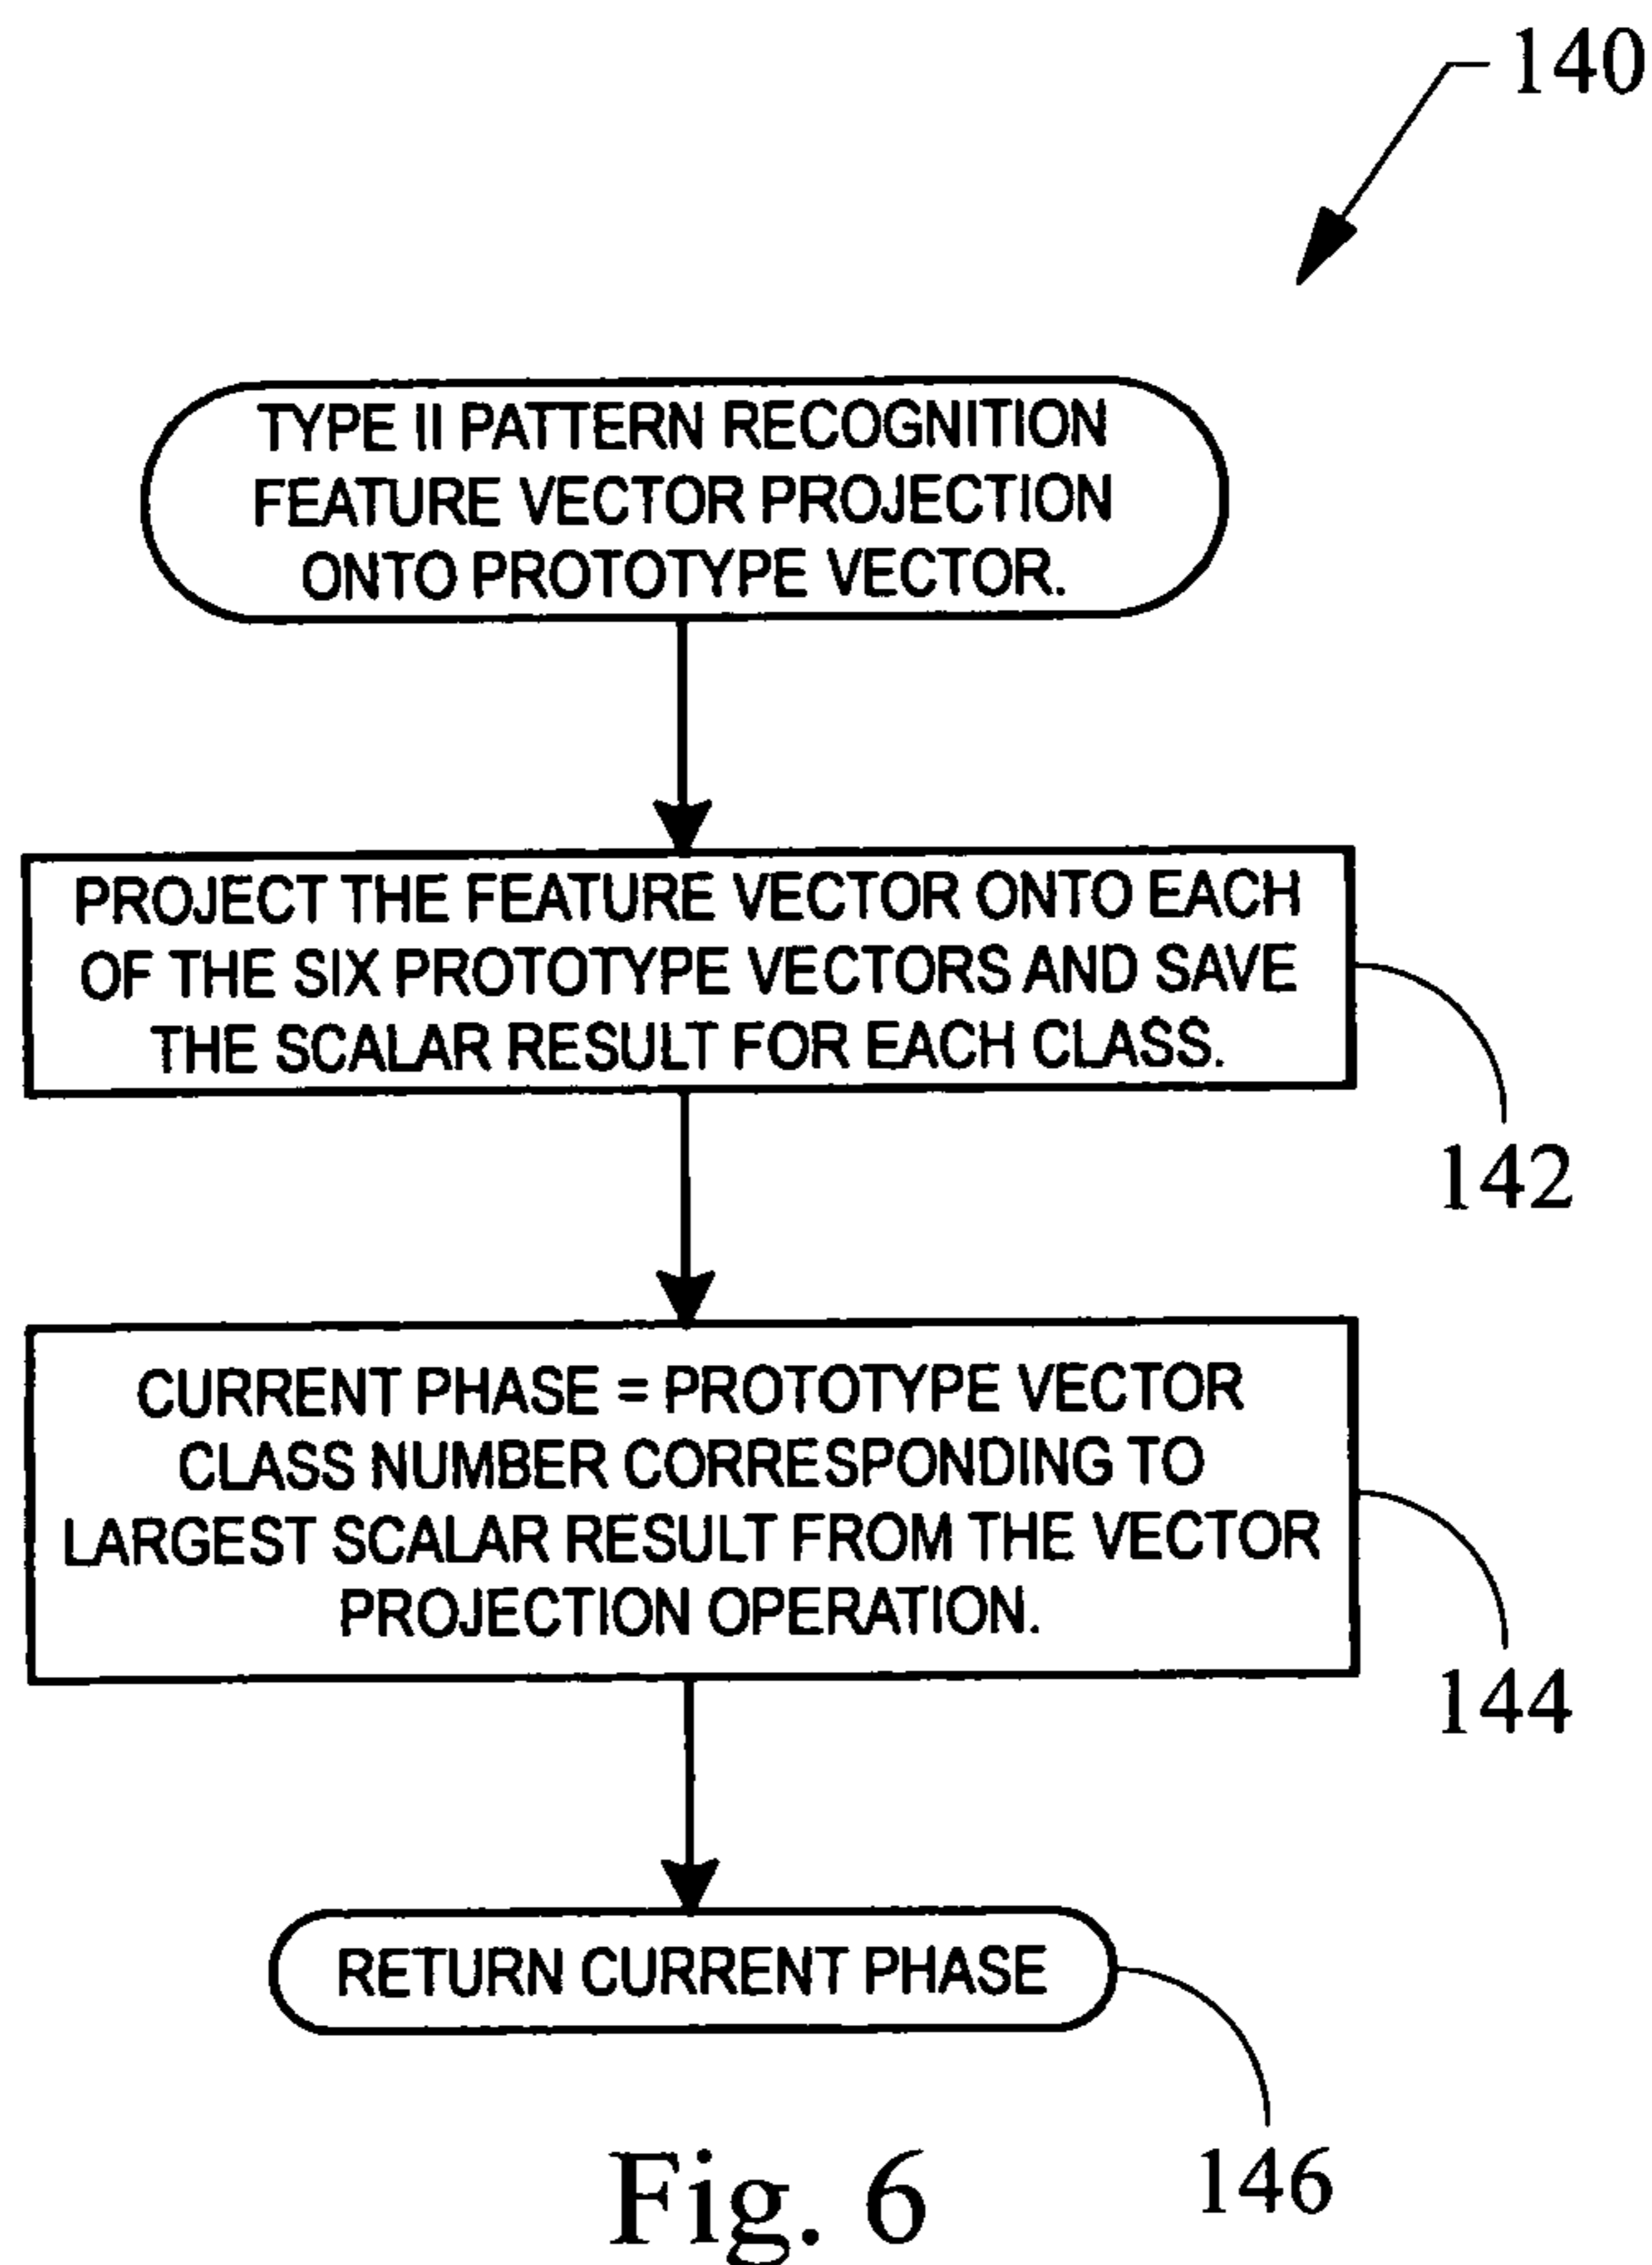 140
TYPE II PATTERN RECOGNITION
FEATURE VECTOR PROJECTION
ONTO PROTOTYPE VECTOR.
PROJECT THE FEATURE VECTOR ONTO EACH
OF THE SIX PROTOTYPE VECTORS AND SAVE
THE SCALAR RESULT FOR EACH CLASS.
142
CURRENT PHASE = PROTOTYPE VECTOR
CLASS NUMBER CORRESPONDING TO
LARGEST SCALAR RESULT FROM THE VECTOR
PROJECTION OPERATION.
144
RETURN CURRENT PHASE
146
Fig. 6